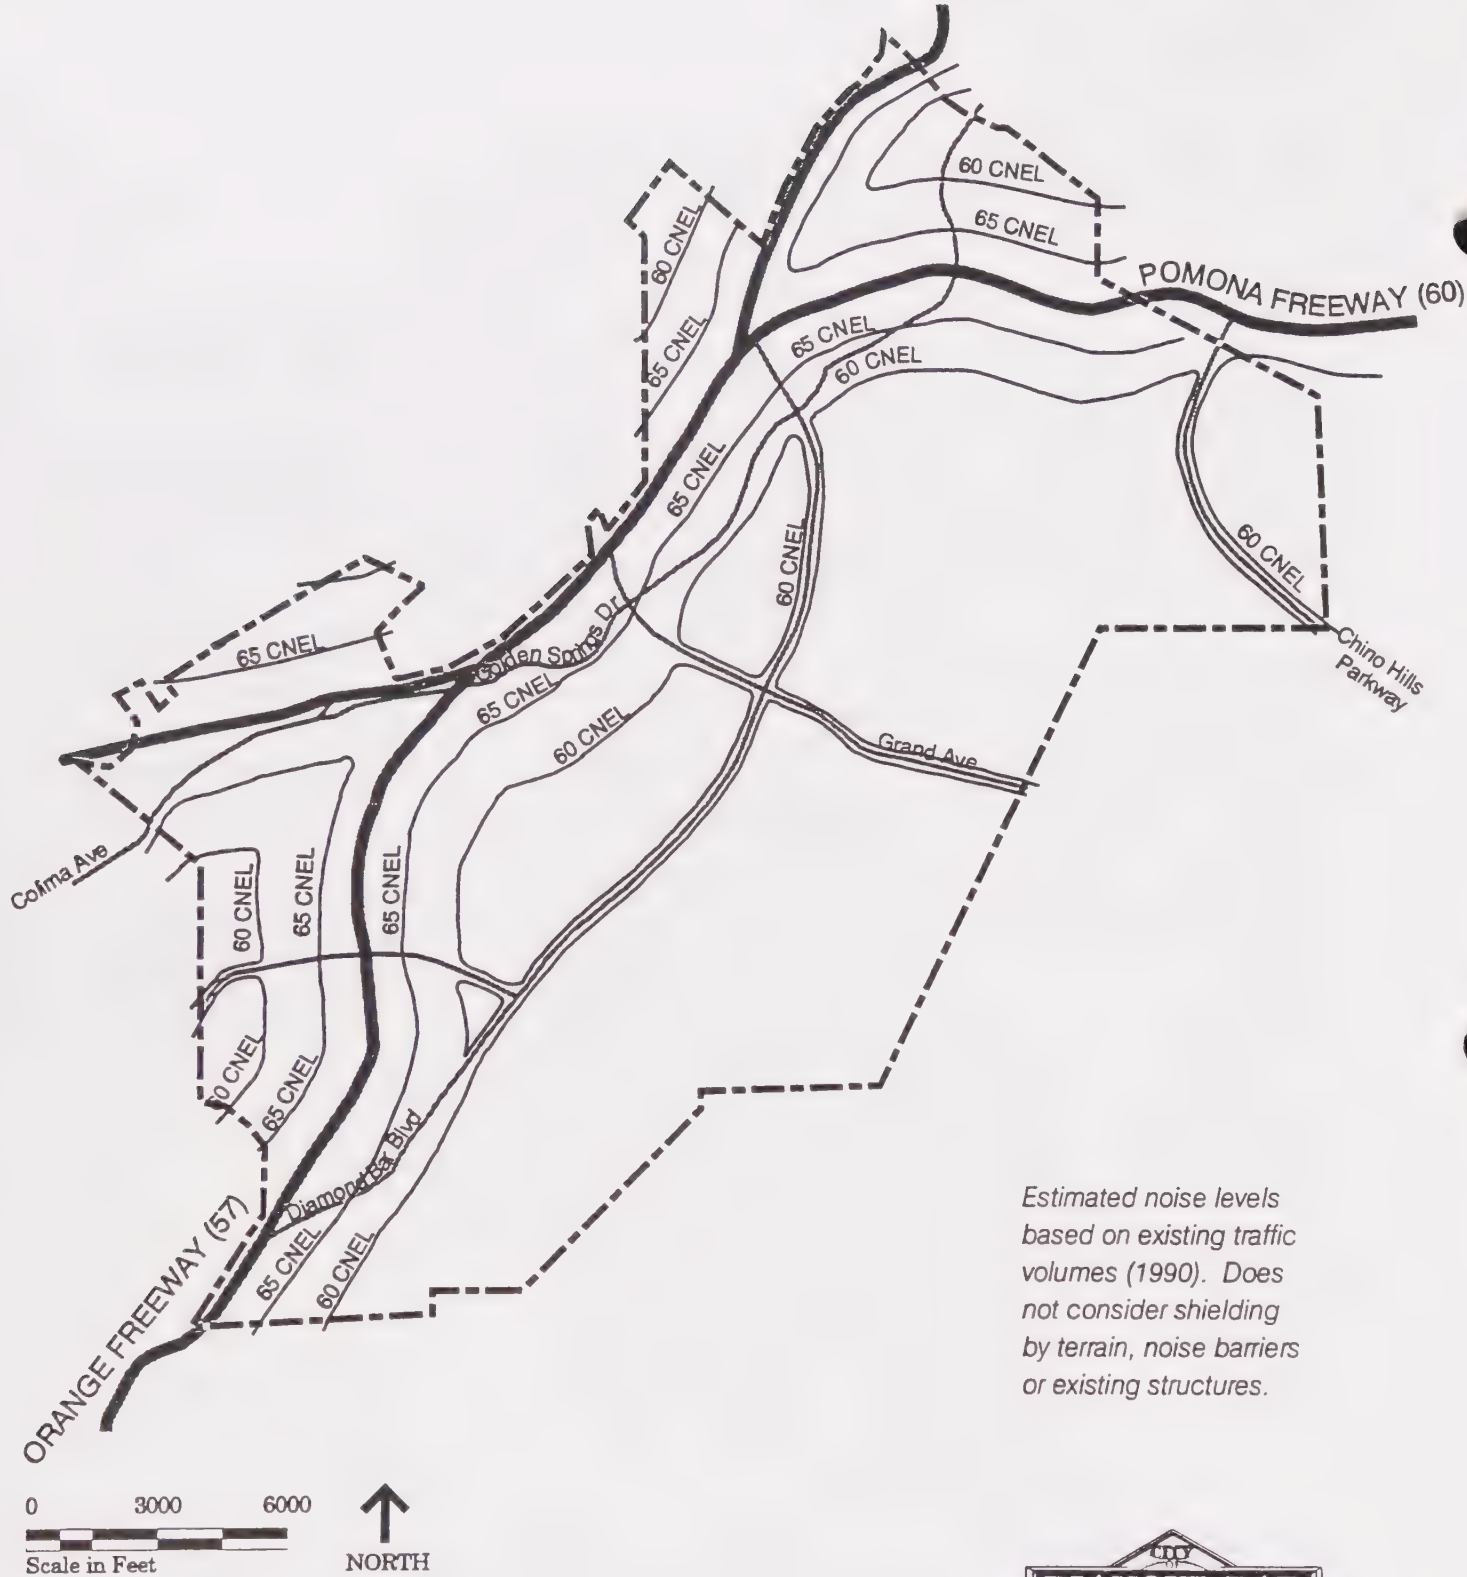 60 CNEL
65 CNEL
60 CNEL
65 CNEL
POMONA FREEWAY (60)
65 CNEL
60 CNEL
65 CNEL
60 CNEL
60 CNEL
65 CNEL
Golden Springs Dr
65 CNEL
60 CNEL
Chino Hills
Parkway
Grand Ave
Colima Ave
60 CNEL
65 CNEL
65 CNEL
60 CNEL
65 CNEL
Diamond Bar Blvd
65 CNEL
60 CNEL
ORANGE FREEWAY (57)
Estimated noise levels
based on existing traffic
volumes (1990). Does
not consider shielding
by terrain, noise barriers
or existing structures.
0 3000 6000
Scale in Feet
NORTH
CITY
OF